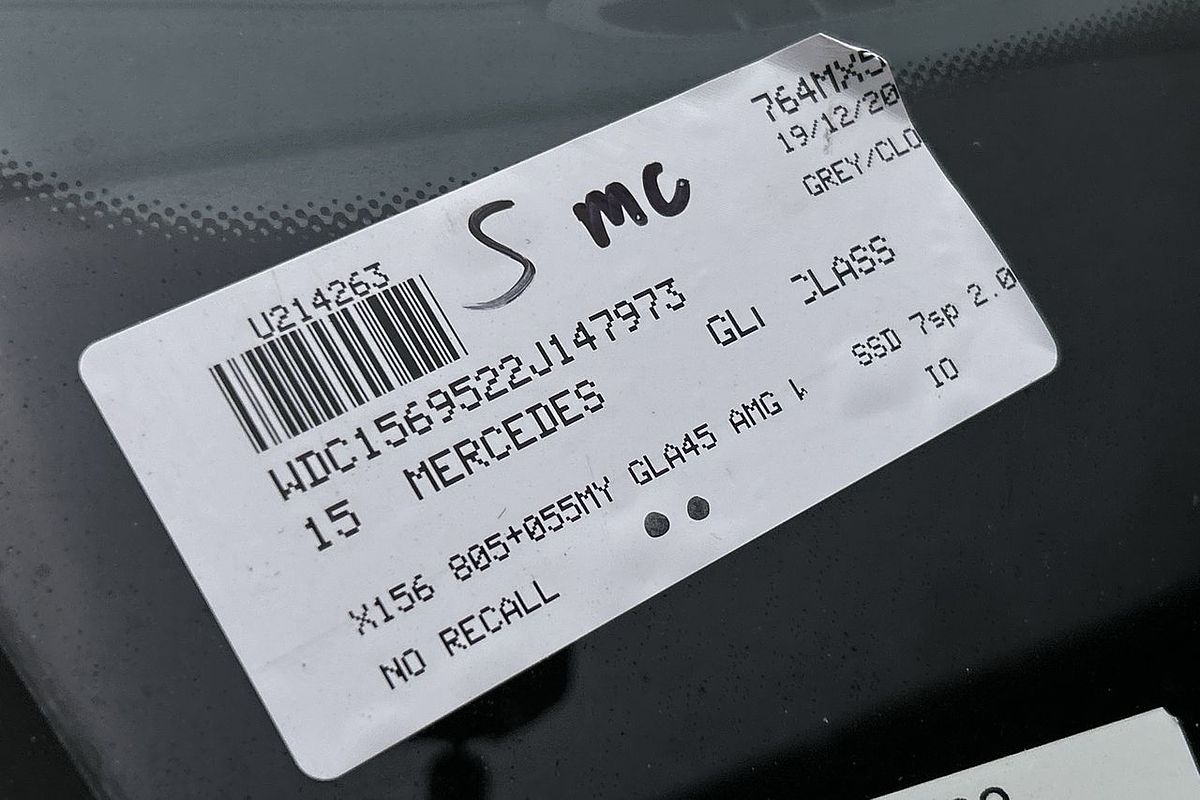 764MX5
19/12/20
GREY/CLO
S mc
U214263
WDC1569522J147973
15 MERCEDES GL CLASS
X156 805+055MY GLA45 AMG SSD 7sp 2.0
NO RECALL IO